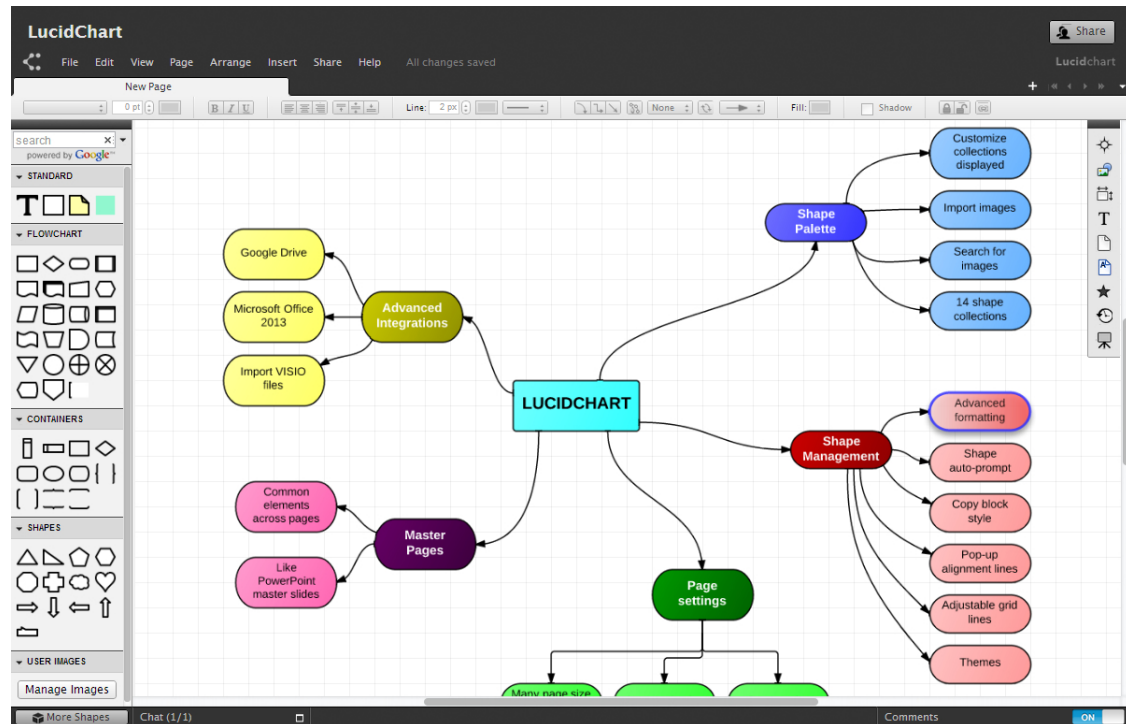 LucidChart
Share
File Edit View Page Arrange Insert Share Help All changes saved
Lucidchart
New Page
0 pt B I U Line: 2 px None Fill: Shadow
search
powered by Google™
STANDARD
T
FLOWCHART
CONTAINERS
SHAPES
USER IMAGES
Manage Images
More Shapes
Chat (1/1)
Comments
ON
T
Google Drive
Microsoft Office
2013
Import VISIO
files
Advanced
Integrations
LUCIDCHART
Shape
Palette
Customize
collections
displayed
Import images
Search for
images
14 shape
collections
Shape
Management
Advanced
formatting
Shape
auto-prompt
Copy block
style
Pop-up
alignment lines
Adjustable grid
lines
Themes
Common
elements
across pages
Like
PowerPoint
master slides
Master
Pages
Page
settings
Many page size